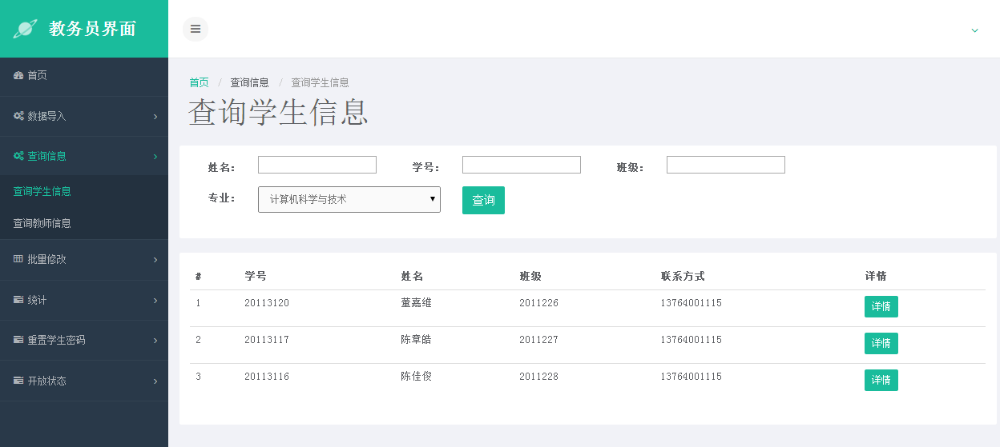 教务员界面
首页
数据导入
查询信息
查询学生信息
查询教师信息
批量修改
统计
重置学生密码
开放状态
首页 / 查询信息 / 查询学生信息
查询学生信息
姓名: 学号: 班级:
专业: 计算机科学与技术 查询
# 学号 姓名 班级 联系方式 详情
1 20113120 董嘉维 2011226 13764001115 详情
2 20113117 陈章皓 2011227 13764001115 详情
3 20113116 陈佳俊 2011228 13764001115 详情